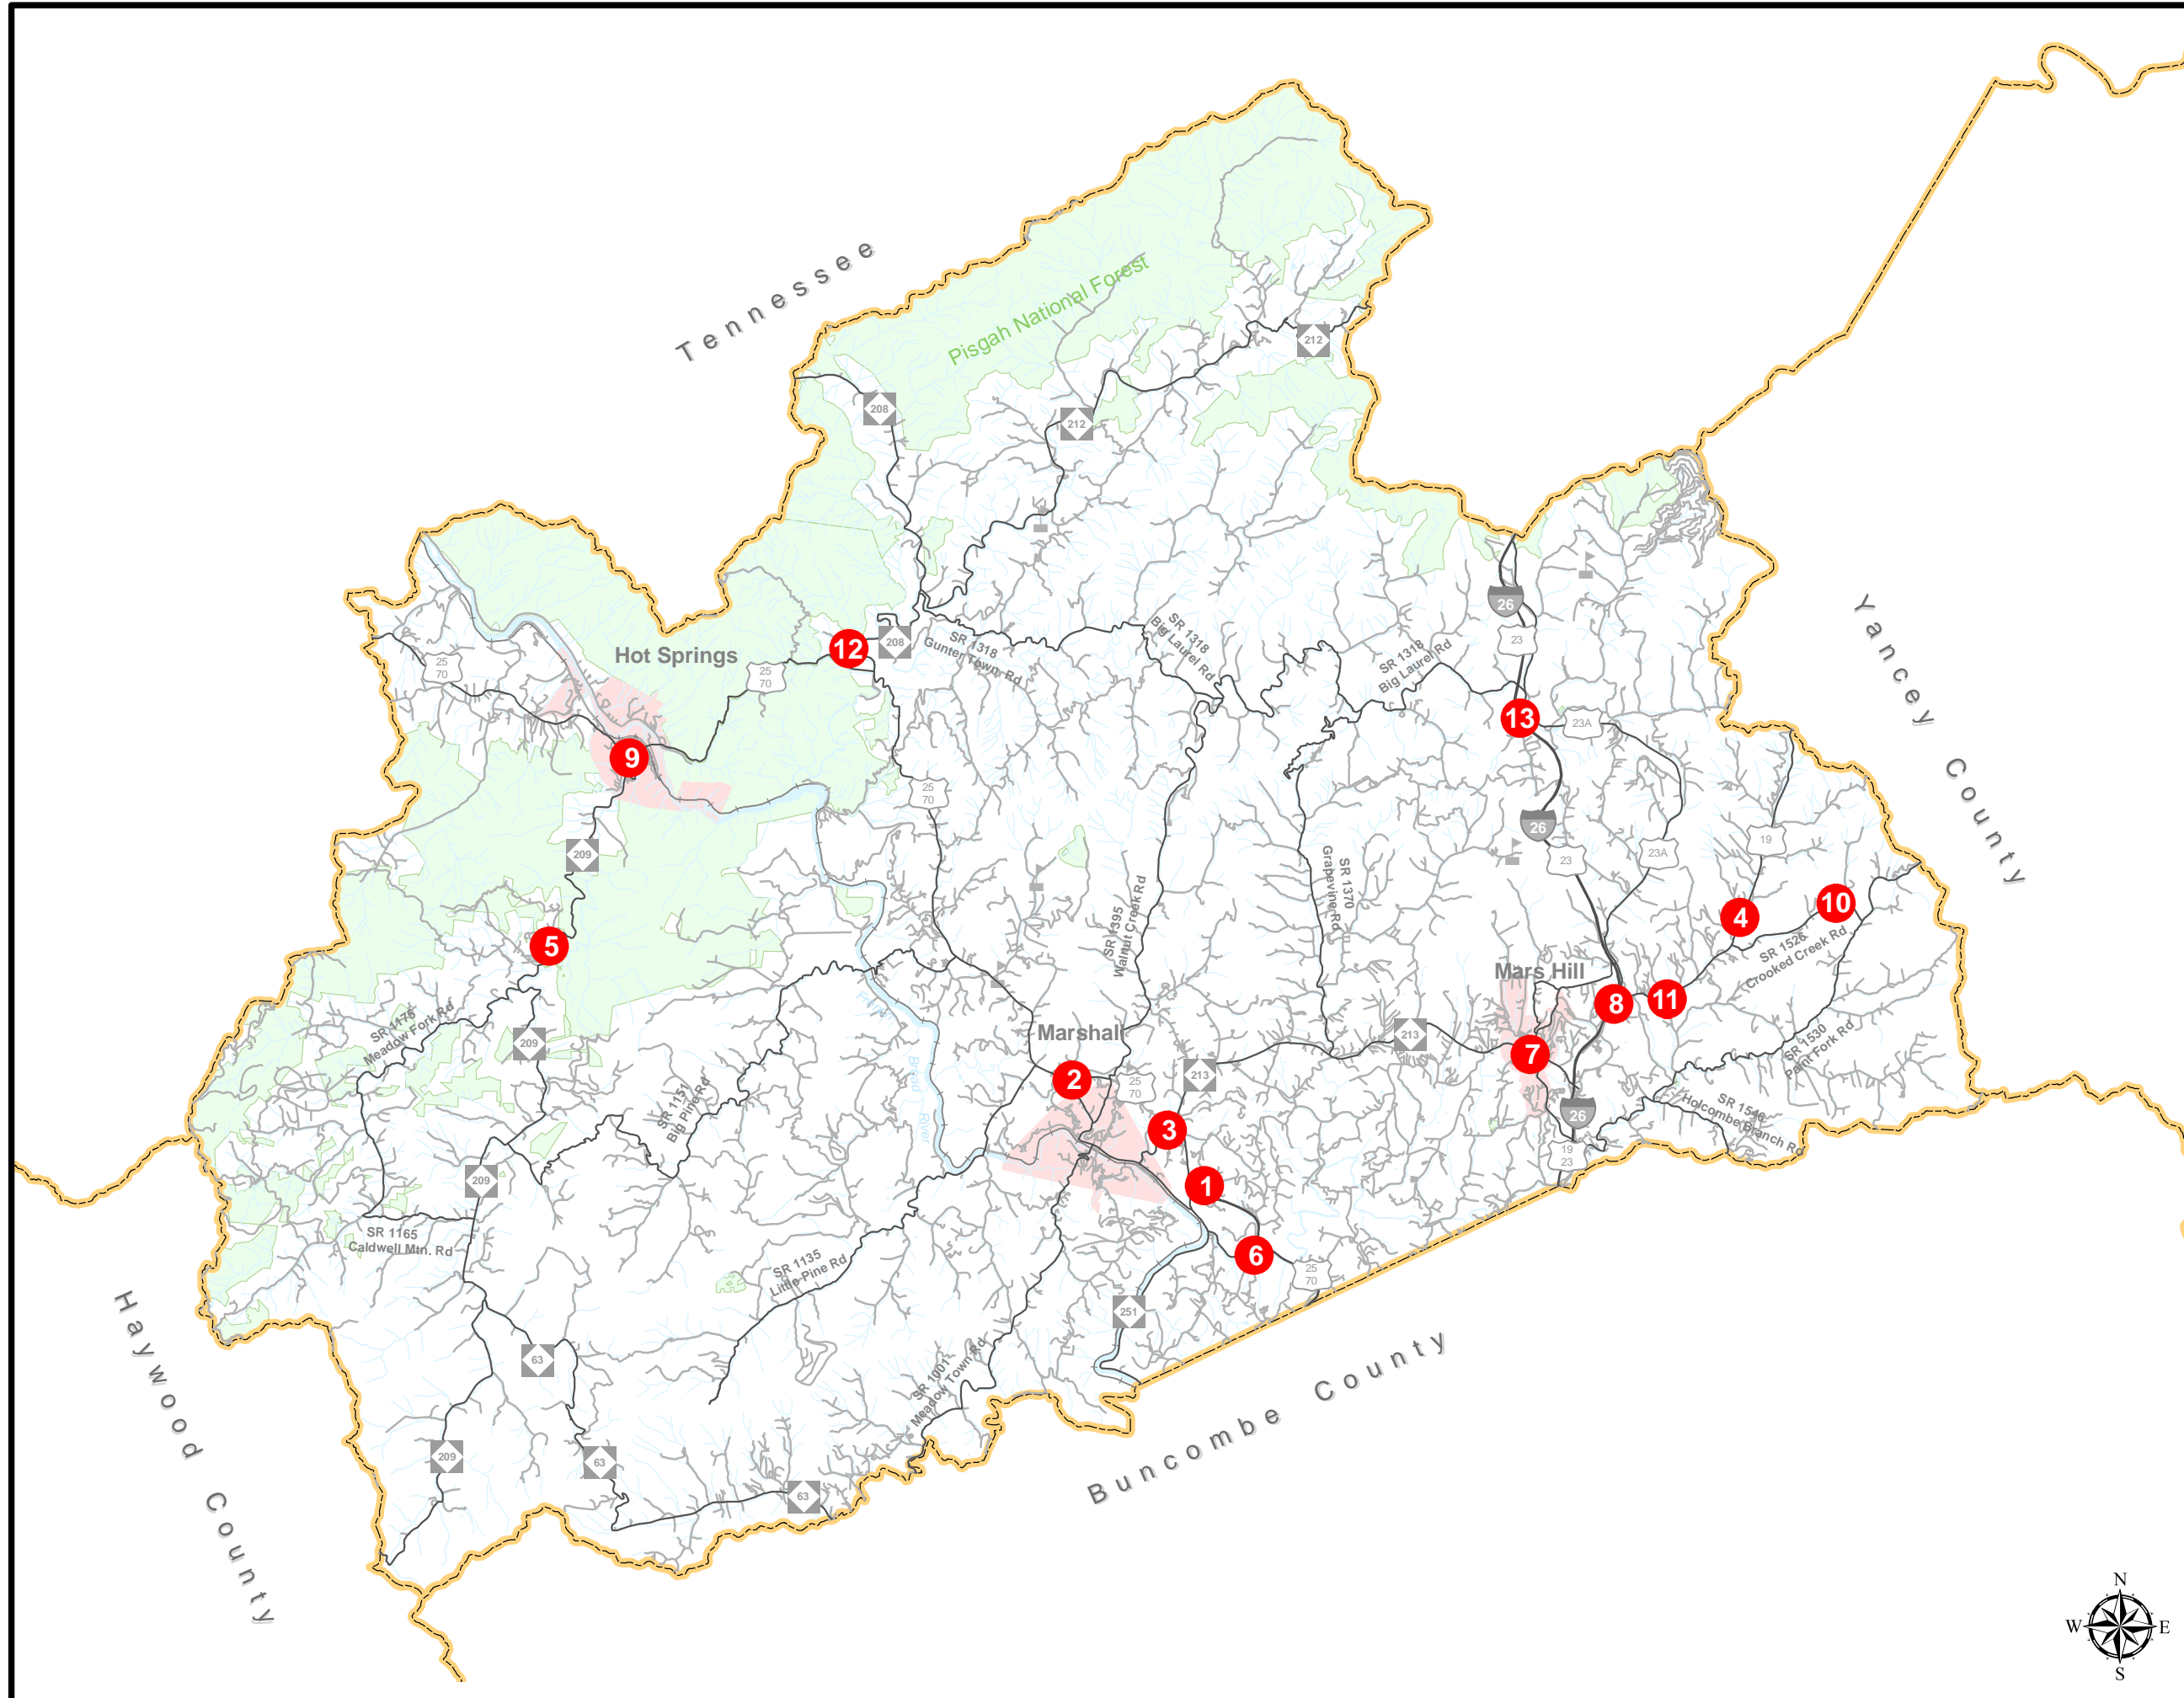 Tennessee
Pisgah National Forest
212
208
212
26
Yancey County
23
208
SR 1318
Gunter Town Rd
SR 1318
Big Laurel Rd
SR 1318
Big Laurel Rd
12
Hot Springs
25
70
25
70
13
23A
9
25
70
26
19
209
23
23A
SR 1370
Grapevine Rd
10
4
SR 1395
Walnut Creek Rd
5
SR 1526
Crooked Creek Rd
Mars Hill
8
11
SR 1175
Meadow Fork Rd
209
Marshall
213
7
SR 1530
Paint Fork Rd
French
Broad
River
2
25
70
213
SR 1151
Big Pine Rd
26
SR 1546
Holcombe Branch Rd
3
19
23
209
1
SR 1165
Caldwell Mtn. Rd
6
SR 1135
Little Pine Rd
25
70
251
Haywood County
63
SR 1001
Meadow Town Rd
Buncombe County
209
63
63
N
W
E
S